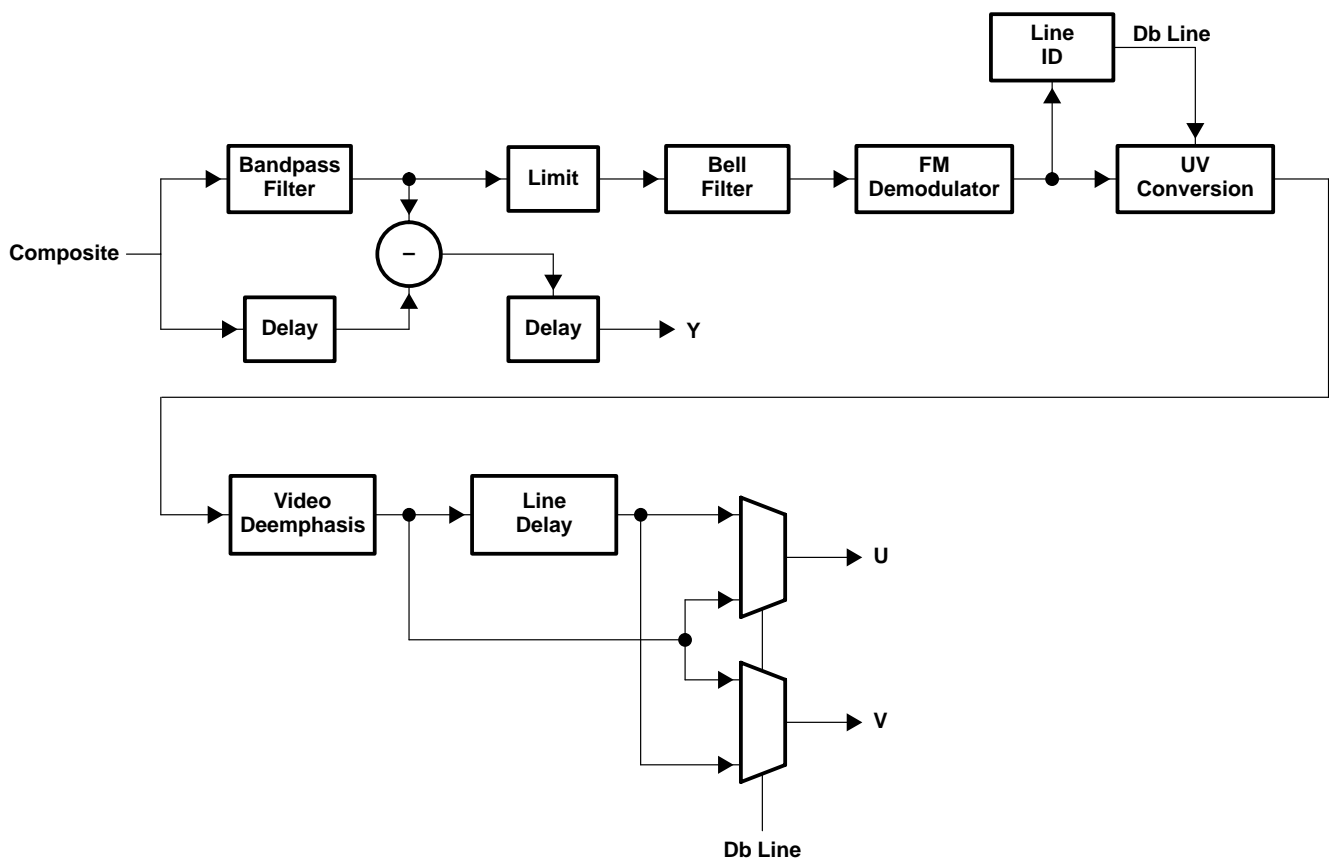 Line
ID
Db Line
Bandpass
Filter
Limit
Bell
Filter
FM
Demodulator
UV
Conversion
Composite
–
Delay
Delay
Y
Video
Deemphasis
Line
Delay
U
V
Db Line